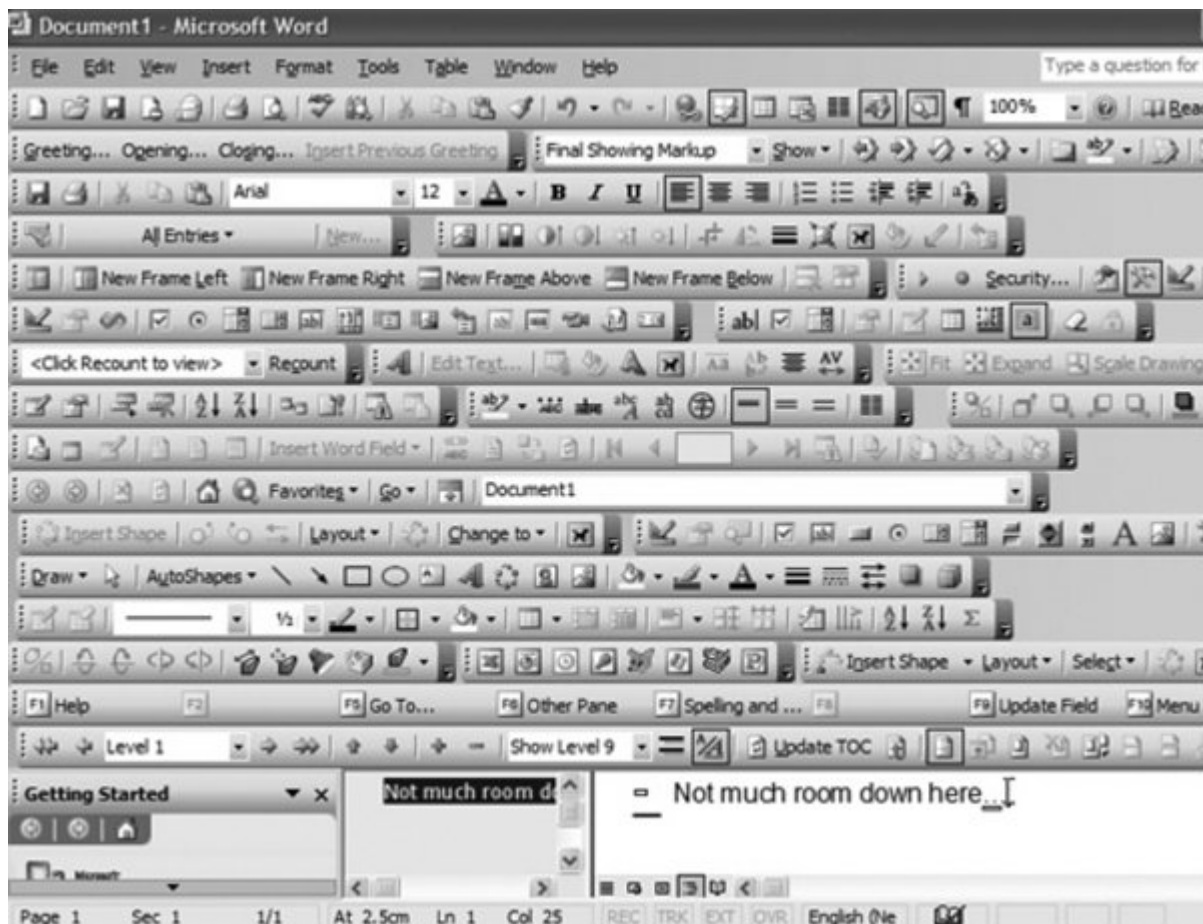 Document1 - Microsoft Word
File Edit View Insert Format Tools Table Window Help Type a question for
100% Rea
Greeting... Opening... Closing... Insert Previous Greeting Final Showing Markup Show
Arial 12 A B I U
All Entries New...
New Frame Left New Frame Right New Frame Above New Frame Below Security...
ab| a
<Click Recount to view> Recount Edit Text... Fit Expand Scale Drawing
Insert Word Field
Favorites Go Document1
Insert Shape Layout Change to A
Draw AutoShapes A
½ Σ
Insert Shape Layout Select
F1 Help F2 F5 Go To... F6 Other Pane F7 Spelling and ... F8 F9 Update Field F10 Menu
Level 1 Show Level 9 Update TOC
Getting Started Not much room do Not much room down here...
Microsoft
Page 1 Sec 1 1/1 At 2.5cm Ln 1 Col 25 REC TRK EXT OVR English (Ne